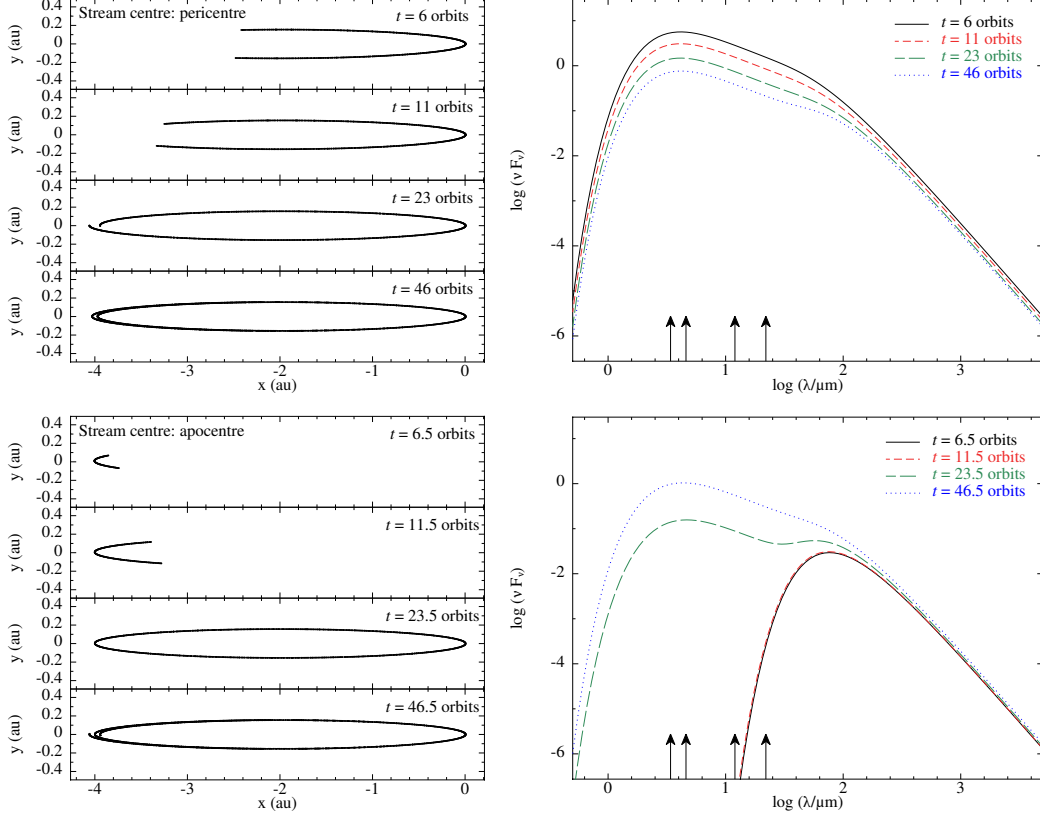 Stream centre: pericentre
t = 6 orbits
y (au)
0.4
0.2
0
-0.2
-0.4
t = 11 orbits
y (au)
0.4
0.2
0
-0.2
-0.4
t = 23 orbits
y (au)
0.4
0.2
0
-0.2
-0.4
t = 46 orbits
y (au)
0.4
0.2
0
-0.2
-0.4
-4 -3 -2 -1 0
x (au)
t = 6 orbits
t = 11 orbits
t = 23 orbits
t = 46 orbits
log (ν Fν)
0
-2
-4
-6
0 1 2 3
log (λ/μm)
Stream centre: apocentre
t = 6.5 orbits
y (au)
0.4
0.2
0
-0.2
-0.4
t = 11.5 orbits
y (au)
0.4
0.2
0
-0.2
-0.4
t = 23.5 orbits
y (au)
0.4
0.2
0
-0.2
-0.4
t = 46.5 orbits
y (au)
0.4
0.2
0
-0.2
-0.4
-4 -3 -2 -1 0
x (au)
t = 6.5 orbits
t = 11.5 orbits
t = 23.5 orbits
t = 46.5 orbits
log (ν Fν)
0
-2
-4
-6
0 1 2 3
log (λ/μm)